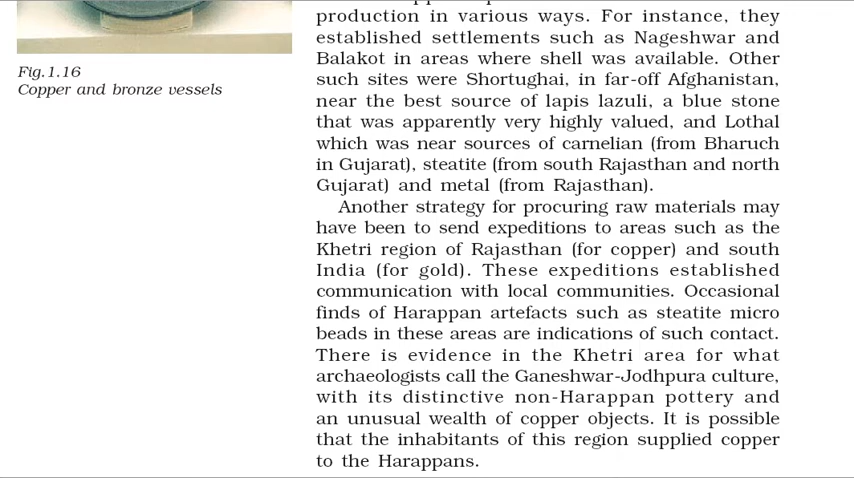 production in various ways. For instance, they
established settlements such as Nageshwar and
Balakot in areas where shell was available. Other
such sites were Shortughai, in far-off Afghanistan,
near the best source of lapis lazuli, a blue stone
that was apparently very highly valued, and Lothal
which was near sources of carnelian (from Bharuch
in Gujarat), steatite (from south Rajasthan and north
Gujarat) and metal (from Rajasthan).
Another strategy for procuring raw materials may
have been to send expeditions to areas such as the
Khetri region of Rajasthan (for copper) and south
India (for gold). These expeditions established
communication with local communities. Occasional
finds of Harappan artefacts such as steatite micro
beads in these areas are indications of such contact.
There is evidence in the Khetri area for what
archaeologists call the Ganeshwar-Jodhpura culture,
with its distinctive non-Harappan pottery and
an unusual wealth of copper objects. It is possible
that the inhabitants of this region supplied copper
to the Harappans.
Fig.1.16
Copper and bronze vessels